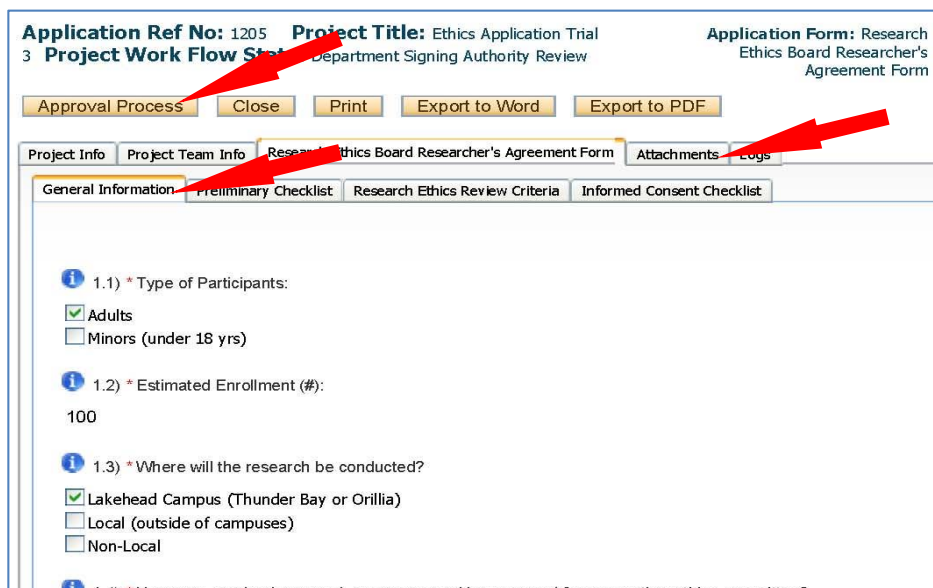 Application Ref No: 1205 Project Title: Ethics Application Trial
3 Project Work Flow Department Signing Authority Review
Application Form: Research
Ethics Board Researcher's
Agreement Form
Approval Process Close Print Export to Word Export to PDF
Project Info Project Team Info Research Ethics Board Researcher's Agreement Form Attachments Logs
General Information Preliminary Checklist Research Ethics Review Criteria Informed Consent Checklist
1.1) * Type of Participants:
Adults
Minors (under 18 yrs)
1.2) * Estimated Enrollment (#):
100
1.3) * Where will the research be conducted?
Lakehead Campus (Thunder Bay or Orillia)
Local (outside of campuses)
Non-Local